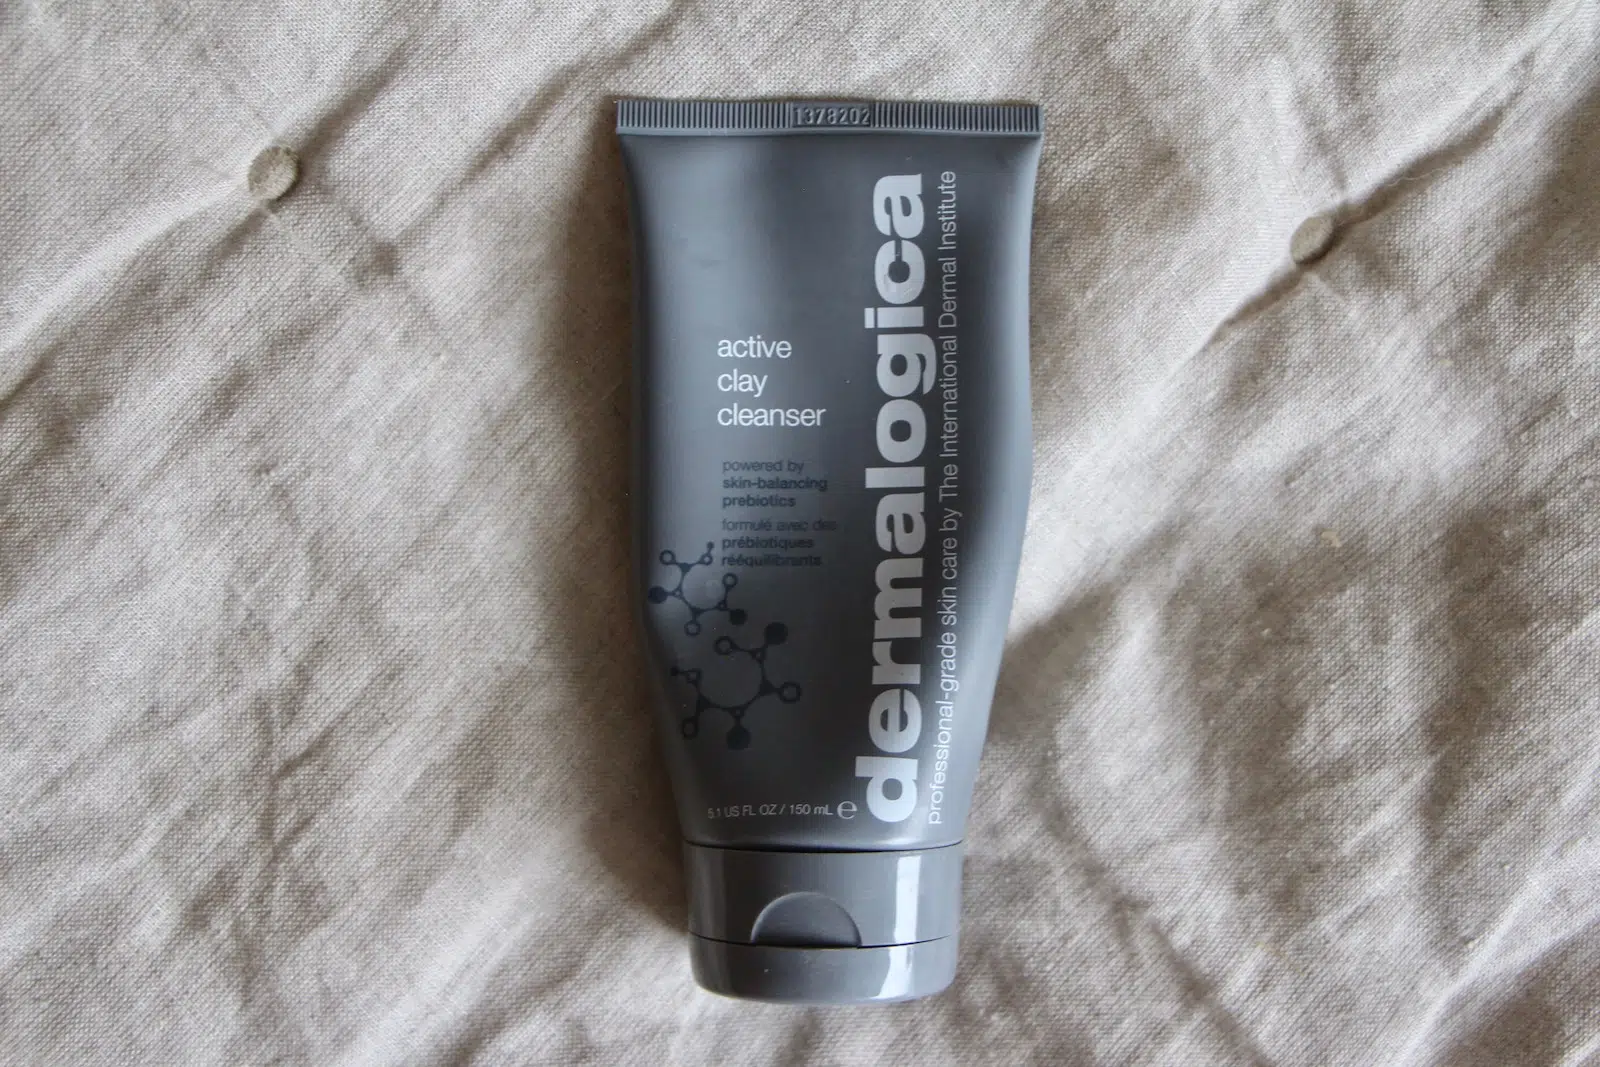 1378202
active
clay
cleanser
powered by
skin-balancing
prebiotics
formulé avec des
prébiotiques
rééquilibrants
5.1 US FL OZ / 150 mL ℮
dermalogica
professional-grade skin care by The International Dermal Institute